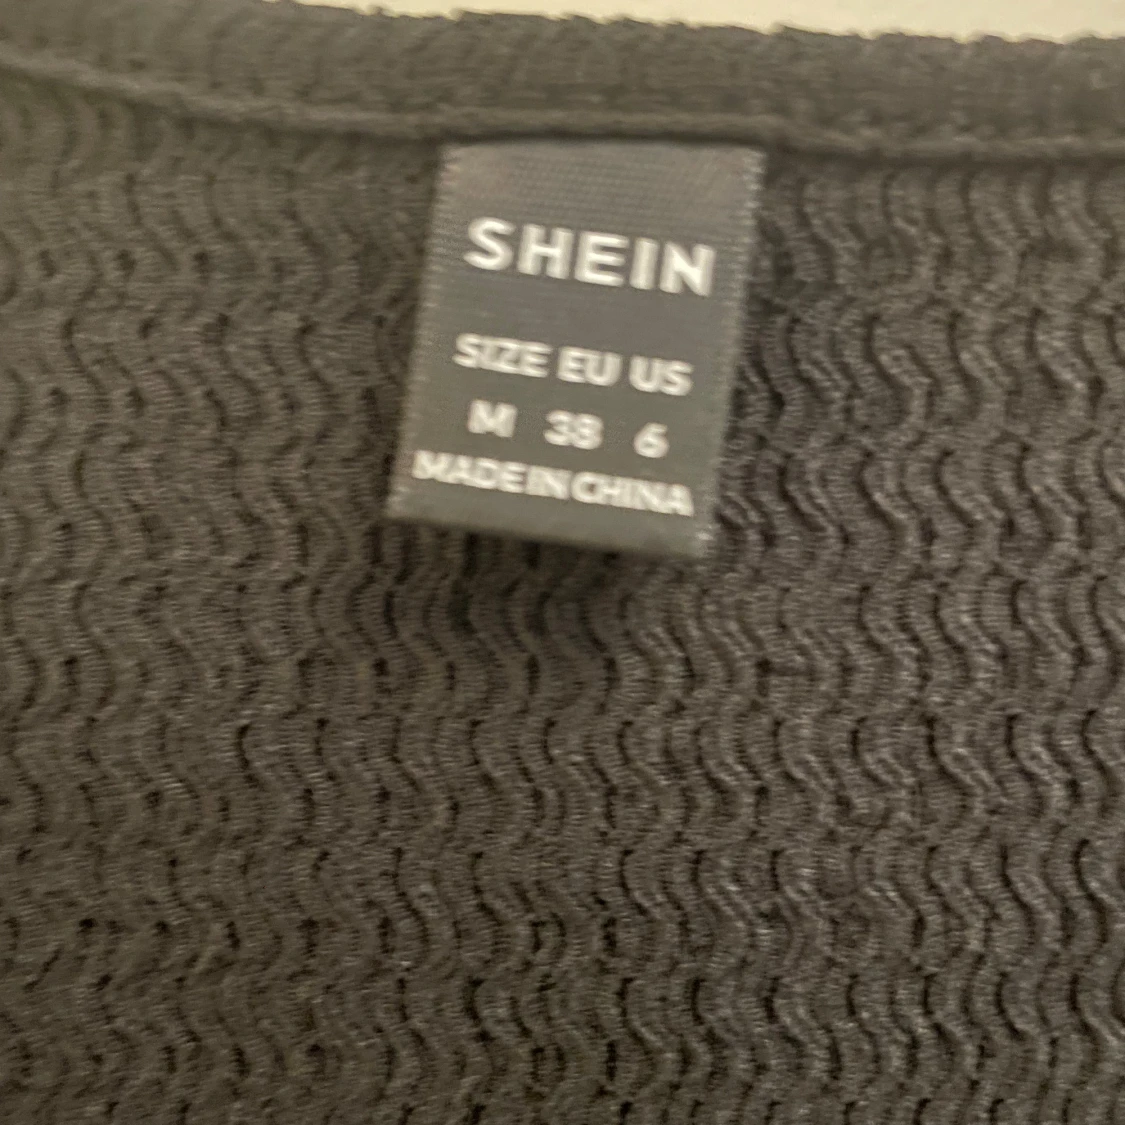 SHEIN
SIZE EU US
M 38 6
MADE IN CHINA